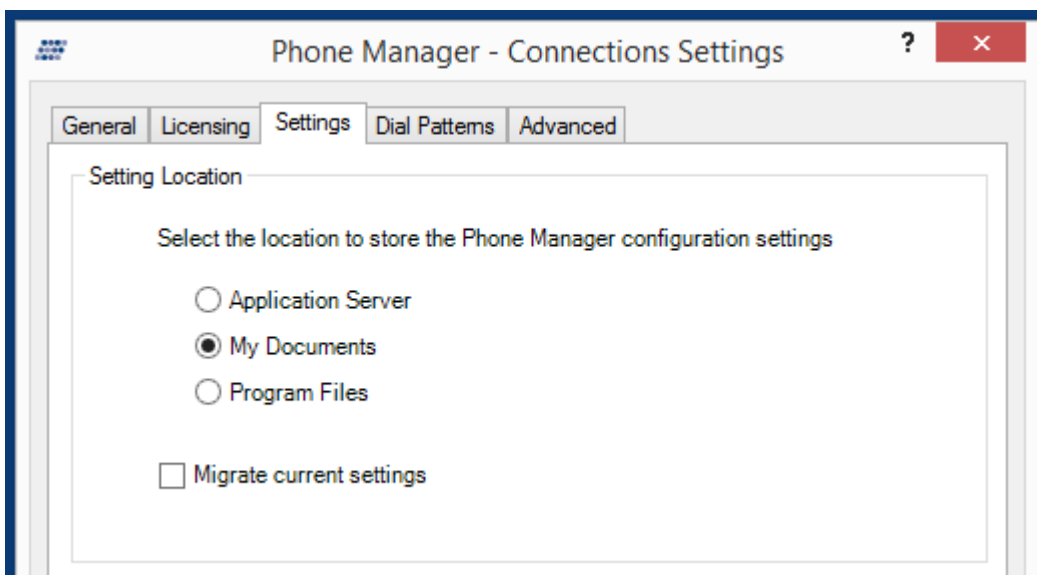 Phone Manager - Connections Settings ? ×
General Licensing Settings Dial Patterns Advanced
Setting Location
Select the location to store the Phone Manager configuration settings
Application Server
My Documents
Program Files
Migrate current settings